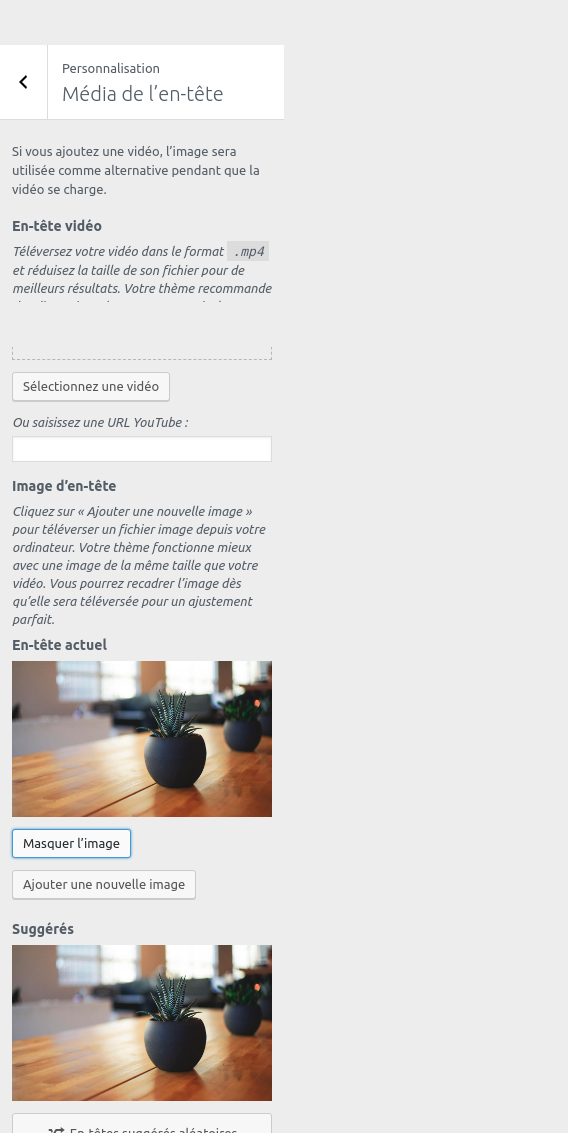 Personnalisation
Média de l’en-tête
Si vous ajoutez une vidéo, l’image sera
utilisée comme alternative pendant que la
vidéo se charge.
En-tête vidéo
Téléversez votre vidéo dans le format .mp4
et réduisez la taille de son fichier pour de
meilleurs résultats. Votre thème recommande
Sélectionnez une vidéo
Ou saisissez une URL YouTube :
Image d’en-tête
Cliquez sur « Ajouter une nouvelle image »
pour téléverser un fichier image depuis votre
ordinateur. Votre thème fonctionne mieux
avec une image de la même taille que votre
vidéo. Vous pourrez recadrer l’image dès
qu’elle sera téléversée pour un ajustement
parfait.
En-tête actuel
Masquer l’image
Ajouter une nouvelle image
Suggérés
En-têtes suggérés aléatoires